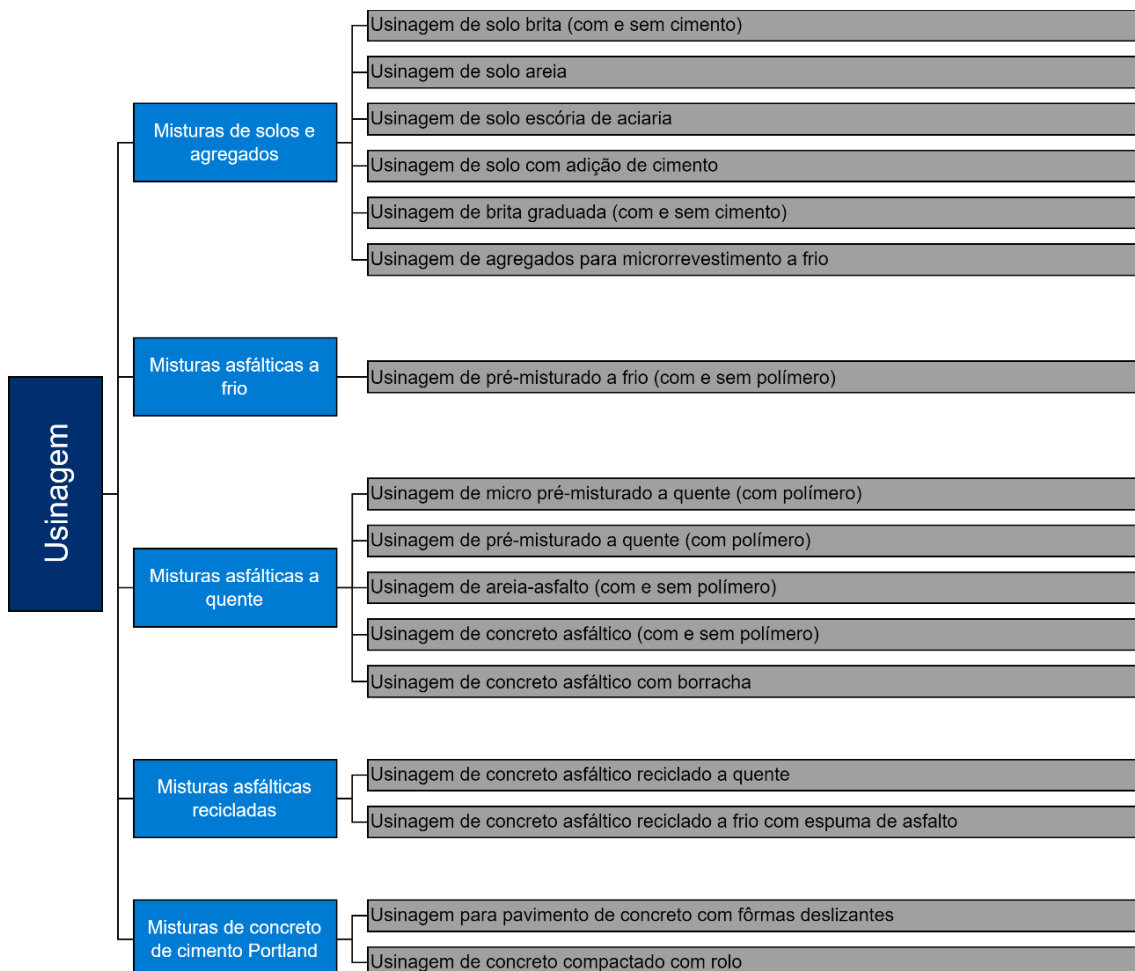 Usinagem
Misturas de solos e
agregados
Usinagem de solo brita (com e sem cimento)
Usinagem de solo areia
Usinagem de solo escória de aciaria
Usinagem de solo com adição de cimento
Usinagem de brita graduada (com e sem cimento)
Usinagem de agregados para microrrevestimento a frio
Misturas asfálticas a
frio
Usinagem de pré-misturado a frio (com e sem polímero)
Misturas asfálticas a
quente
Usinagem de micro pré-misturado a quente (com polímero)
Usinagem de pré-misturado a quente (com polímero)
Usinagem de areia-asfalto (com e sem polímero)
Usinagem de concreto asfáltico (com e sem polímero)
Usinagem de concreto asfáltico com borracha
Misturas asfálticas
recicladas
Usinagem de concreto asfáltico reciclado a quente
Usinagem de concreto asfáltico reciclado a frio com espuma de asfalto
Misturas de concreto
de cimento Portland
Usinagem para pavimento de concreto com fôrmas deslizantes
Usinagem de concreto compactado com rolo